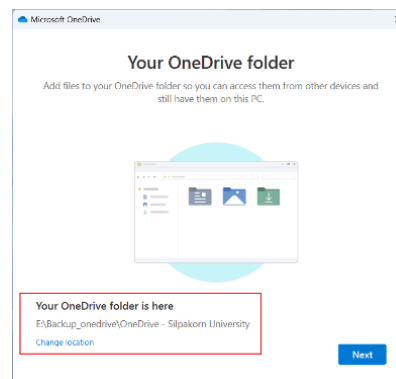 Microsoft OneDrive
Your OneDrive folder
Add files to your OneDrive folder so you can access them from other devices and
still have them on this PC.
Your OneDrive folder is here
E:\Backup_onedrive\OneDrive - Silpakorn University
Change location
Next